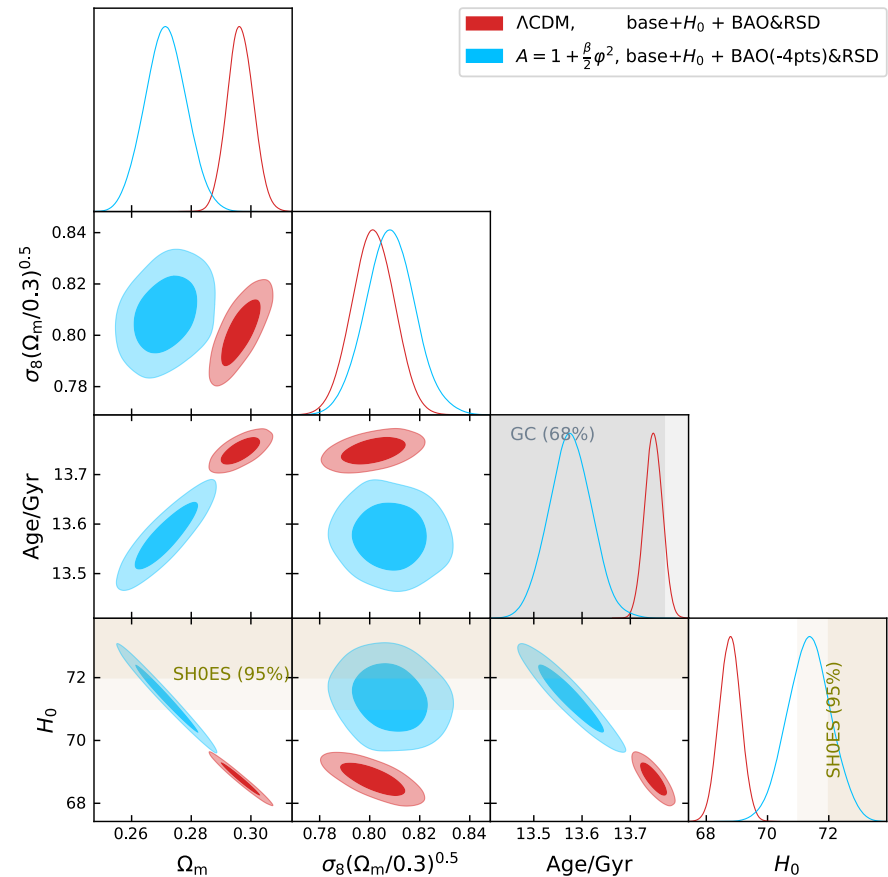 ΛCDM, base+H₀ + BAO&RSD
A = 1 + β/2 φ², base+H₀ + BAO(-4pts)&RSD
0.84
0.82
0.80
0.78
σ₈(Ωₘ/0.3)⁰·⁵
GC (68%)
13.7
13.6
13.5
Age/Gyr
SH0ES (95%)
SH0ES (95%)
72
70
68
H₀
0.26 0.30
0.78 0.80 0.82 0.84
13.5 13.6 13.7
68 70 72
Ωₘ
σ₈(Ωₘ/0.3)⁰·⁵
Age/Gyr
H₀